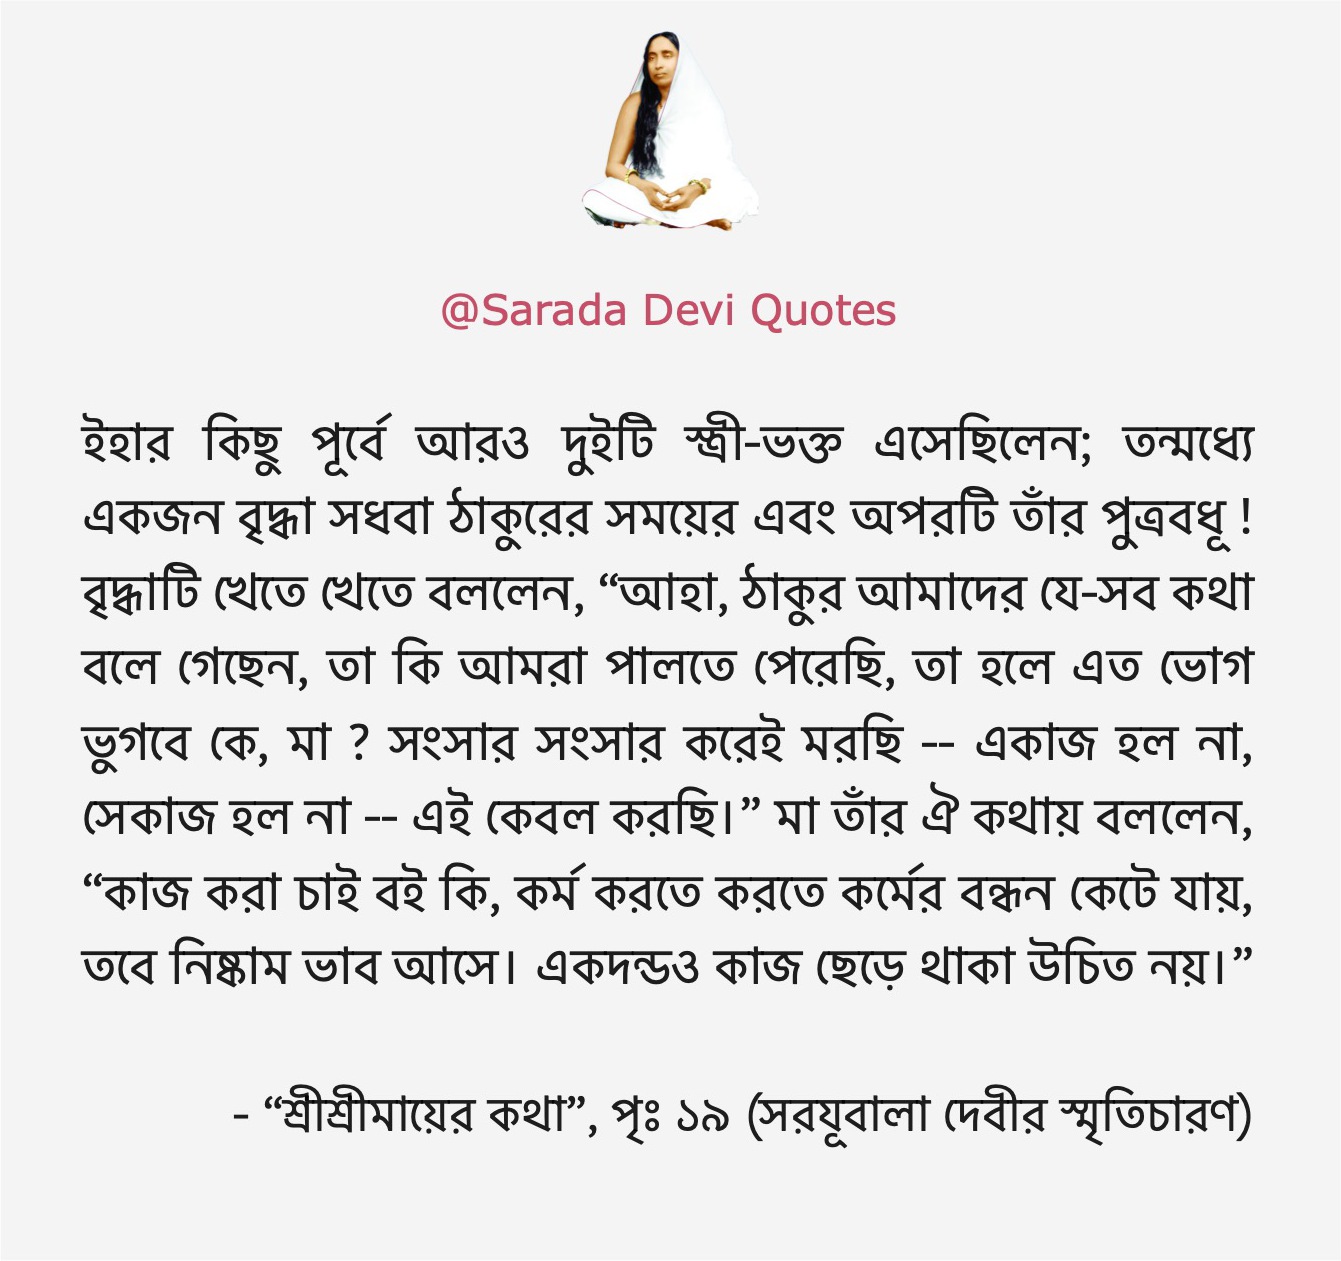 @Sarada Devi Quotes
ইহার কিছু পূর্বে আরও দুইটি স্ত্রী-ভক্ত এসেছিলেন; তন্মধ্যে
একজন বৃদ্ধা সধবা ঠাকুরের সময়ের এবং অপরটি তাঁর পুত্রবধূ !
বৃদ্ধাটি খেতে খেতে বললেন, “আহা, ঠাকুর আমাদের যে-সব কথা
বলে গেছেন, তা কি আমরা পালতে পেরেছি, তা হলে এত ভোগ
ভুগবে কে, মা ? সংসার সংসার করেই মরছি -- একাজ হল না,
সেকাজ হল না -- এই কেবল করছি।” মা তাঁর ঐ কথায় বললেন,
“কাজ করা চাই বই কি, কর্ম করতে করতে কর্মের বন্ধন কেটে যায়,
তবে নিষ্কাম ভাব আসে। একদন্ডও কাজ ছেড়ে থাকা উচিত নয়।”
- “শ্রীশ্রীমায়ের কথা”, পৃঃ ১৯ (সরযূবালা দেবীর স্মৃতিচারণ)